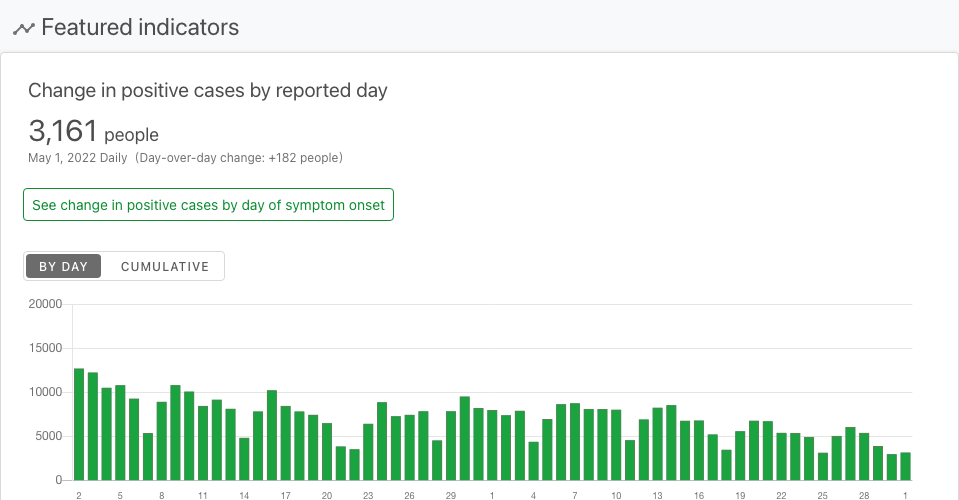 Featured indicators
Change in positive cases by reported day
3,161 people
May 1, 2022 Daily (Day-over-day change: +182 people)
See change in positive cases by day of symptom onset
BY DAY CUMULATIVE
20000
15000
10000
5000
0
2 5 8 11 14 17 20 23 26 29 1 4 7 10 13 16 19 22 25 28 1